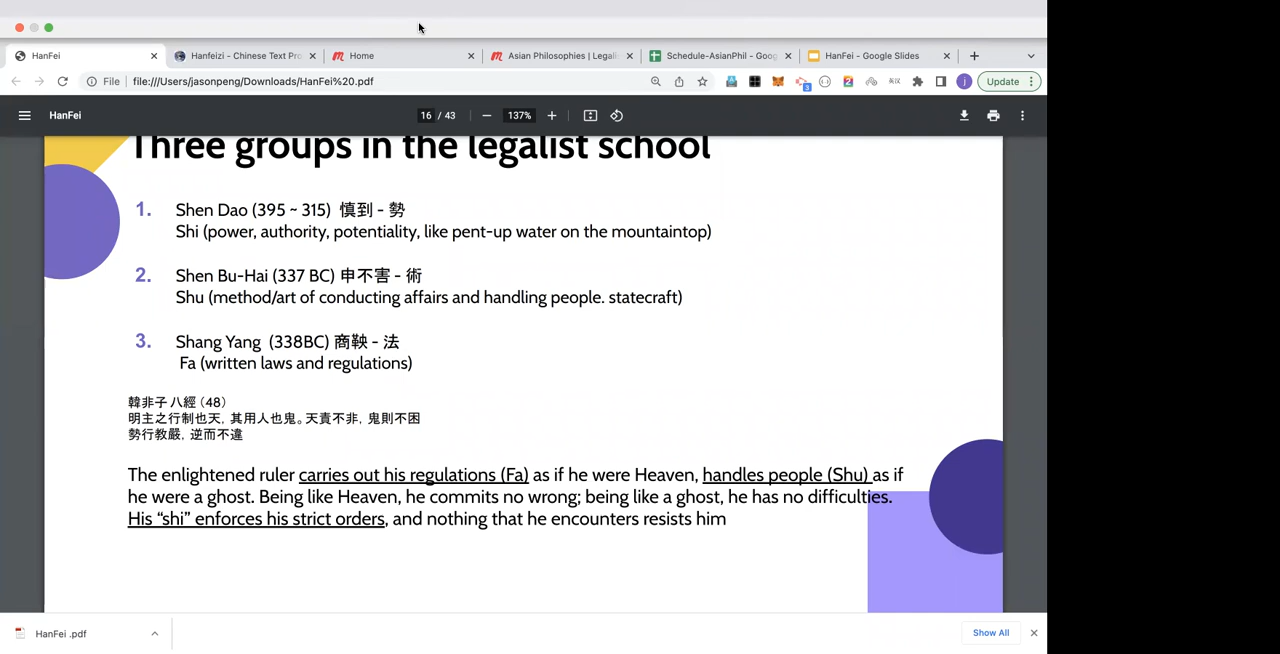 HanFei
Hanfeizi - Chinese Text Pro
Home
Asian Philosophies | Legali
Schedule-AsianPhil - Goog
HanFei - Google Slides
File
file:///Users/jasonpeng/Downloads/HanFei%20.pdf
3
j
Update
HanFei
16 / 43
137%
Three groups in the legalist school
1. Shen Dao (395 ~ 315) 慎到 - 勢
Shi (power, authority, potentiality, like pent-up water on the mountaintop)
2. Shen Bu-Hai (337 BC) 申不害 - 術
Shu (method/art of conducting affairs and handling people. statecraft)
3. Shang Yang (338BC) 商鞅 - 法
Fa (written laws and regulations)
韓非子 八經 (48)
明主之行制也天，其用人也鬼。天責不非，鬼則不困
勢行教嚴，逆而不違
The enlightened ruler carries out his regulations (Fa) as if he were Heaven, handles people (Shu) as if
he were a ghost. Being like Heaven, he commits no wrong; being like a ghost, he has no difficulties.
His “shi” enforces his strict orders, and nothing that he encounters resists him
HanFei .pdf
Show All